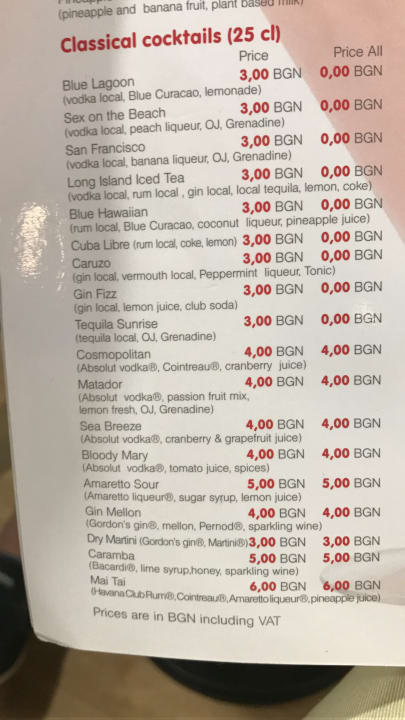 (pineapple and banana fruit, plant based milk)
Classical cocktails (25 cl)
Price Price All
Blue Lagoon 3,00 BGN 0,00 BGN
(vodka local, Blue Curacao, lemonade)
Sex on the Beach 3,00 BGN 0,00 BGN
(vodka local, peach liqueur, OJ, Grenadine)
San Francisco 3,00 BGN 0,00 BGN
(vodka local, banana liqueur, OJ, Grenadine)
Long Island Iced Tea 3,00 BGN 0,00 BGN
(vodka local, rum local , gin local, local tequila, lemon, coke)
Blue Hawaiian 3,00 BGN 0,00 BGN
(rum local, Blue Curacao, coconut liqueur, pineapple juice)
Cuba Libre (rum local, coke, lemon) 3,00 BGN 0,00 BGN
Caruzo 3,00 BGN 0,00 BGN
(gin local, vermouth local, Peppermint liqueur, Tonic)
Gin Fizz 3,00 BGN 0,00 BGN
(gin local, lemon juice, club soda)
Tequila Sunrise 3,00 BGN 0,00 BGN
(tequila local, OJ, Grenadine)
Cosmopolitan 4,00 BGN 4,00 BGN
(Absolut vodka®, Cointreau®, cranberry juice)
Matador 4,00 BGN 4,00 BGN
(Absolut vodka®, passion fruit mix,
lemon fresh, OJ, Grenadine)
Sea Breeze 4,00 BGN 4,00 BGN
(Absolut vodka®, cranberry & grapefruit juice)
Bloody Mary 4,00 BGN 4,00 BGN
(Absolut vodka®, tomato juice, spices)
Amaretto Sour 5,00 BGN 5,00 BGN
(Amaretto liqueur®, sugar syrup, lemon juice)
Gin Mellon 4,00 BGN 4,00 BGN
(Gordon's gin®, mellon, Pernod®, sparkling wine)
Dry Martini (Gordon's gin®, Martini®) 3,00 BGN 3,00 BGN
Caramba 5,00 BGN 5,00 BGN
(Bacardi®, lime syrup,honey, sparkling wine)
Mai Tai 6,00 BGN 6,00 BGN
(Havana Club Rum®, Cointreau®, Amaretto liqueur®, pineapple juice)
Prices are in BGN including VAT